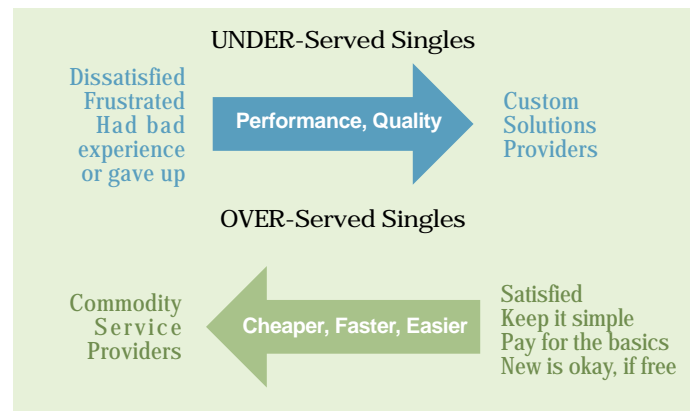 UNDER-Served Singles
Dissatisfied
Frustrated
Had bad
experience
or gave up
Performance, Quality
Custom
Solutions
Providers
OVER-Served Singles
Commodity
Service
Providers
Cheaper, Faster, Easier
Satisfied
Keep it simple
Pay for the basics
New is okay, if free